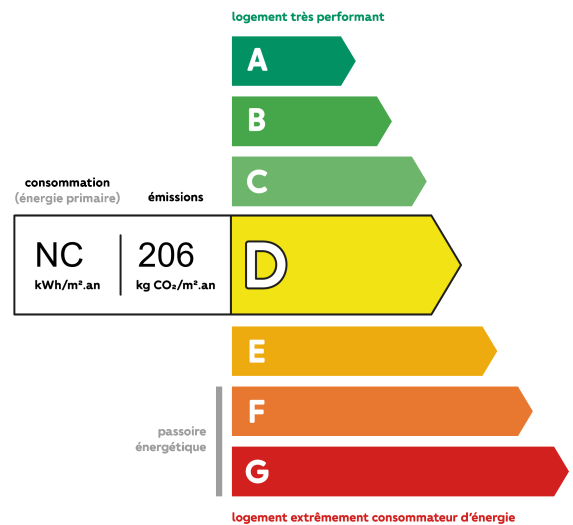 logement très performant
A
B
C
consommation
(énergie primaire)
émissions
NC
206
kWh/m².an
kg CO₂/m².an
D
E
F
passoire
énergétique
G
logement extrêmement consommateur d'énergie